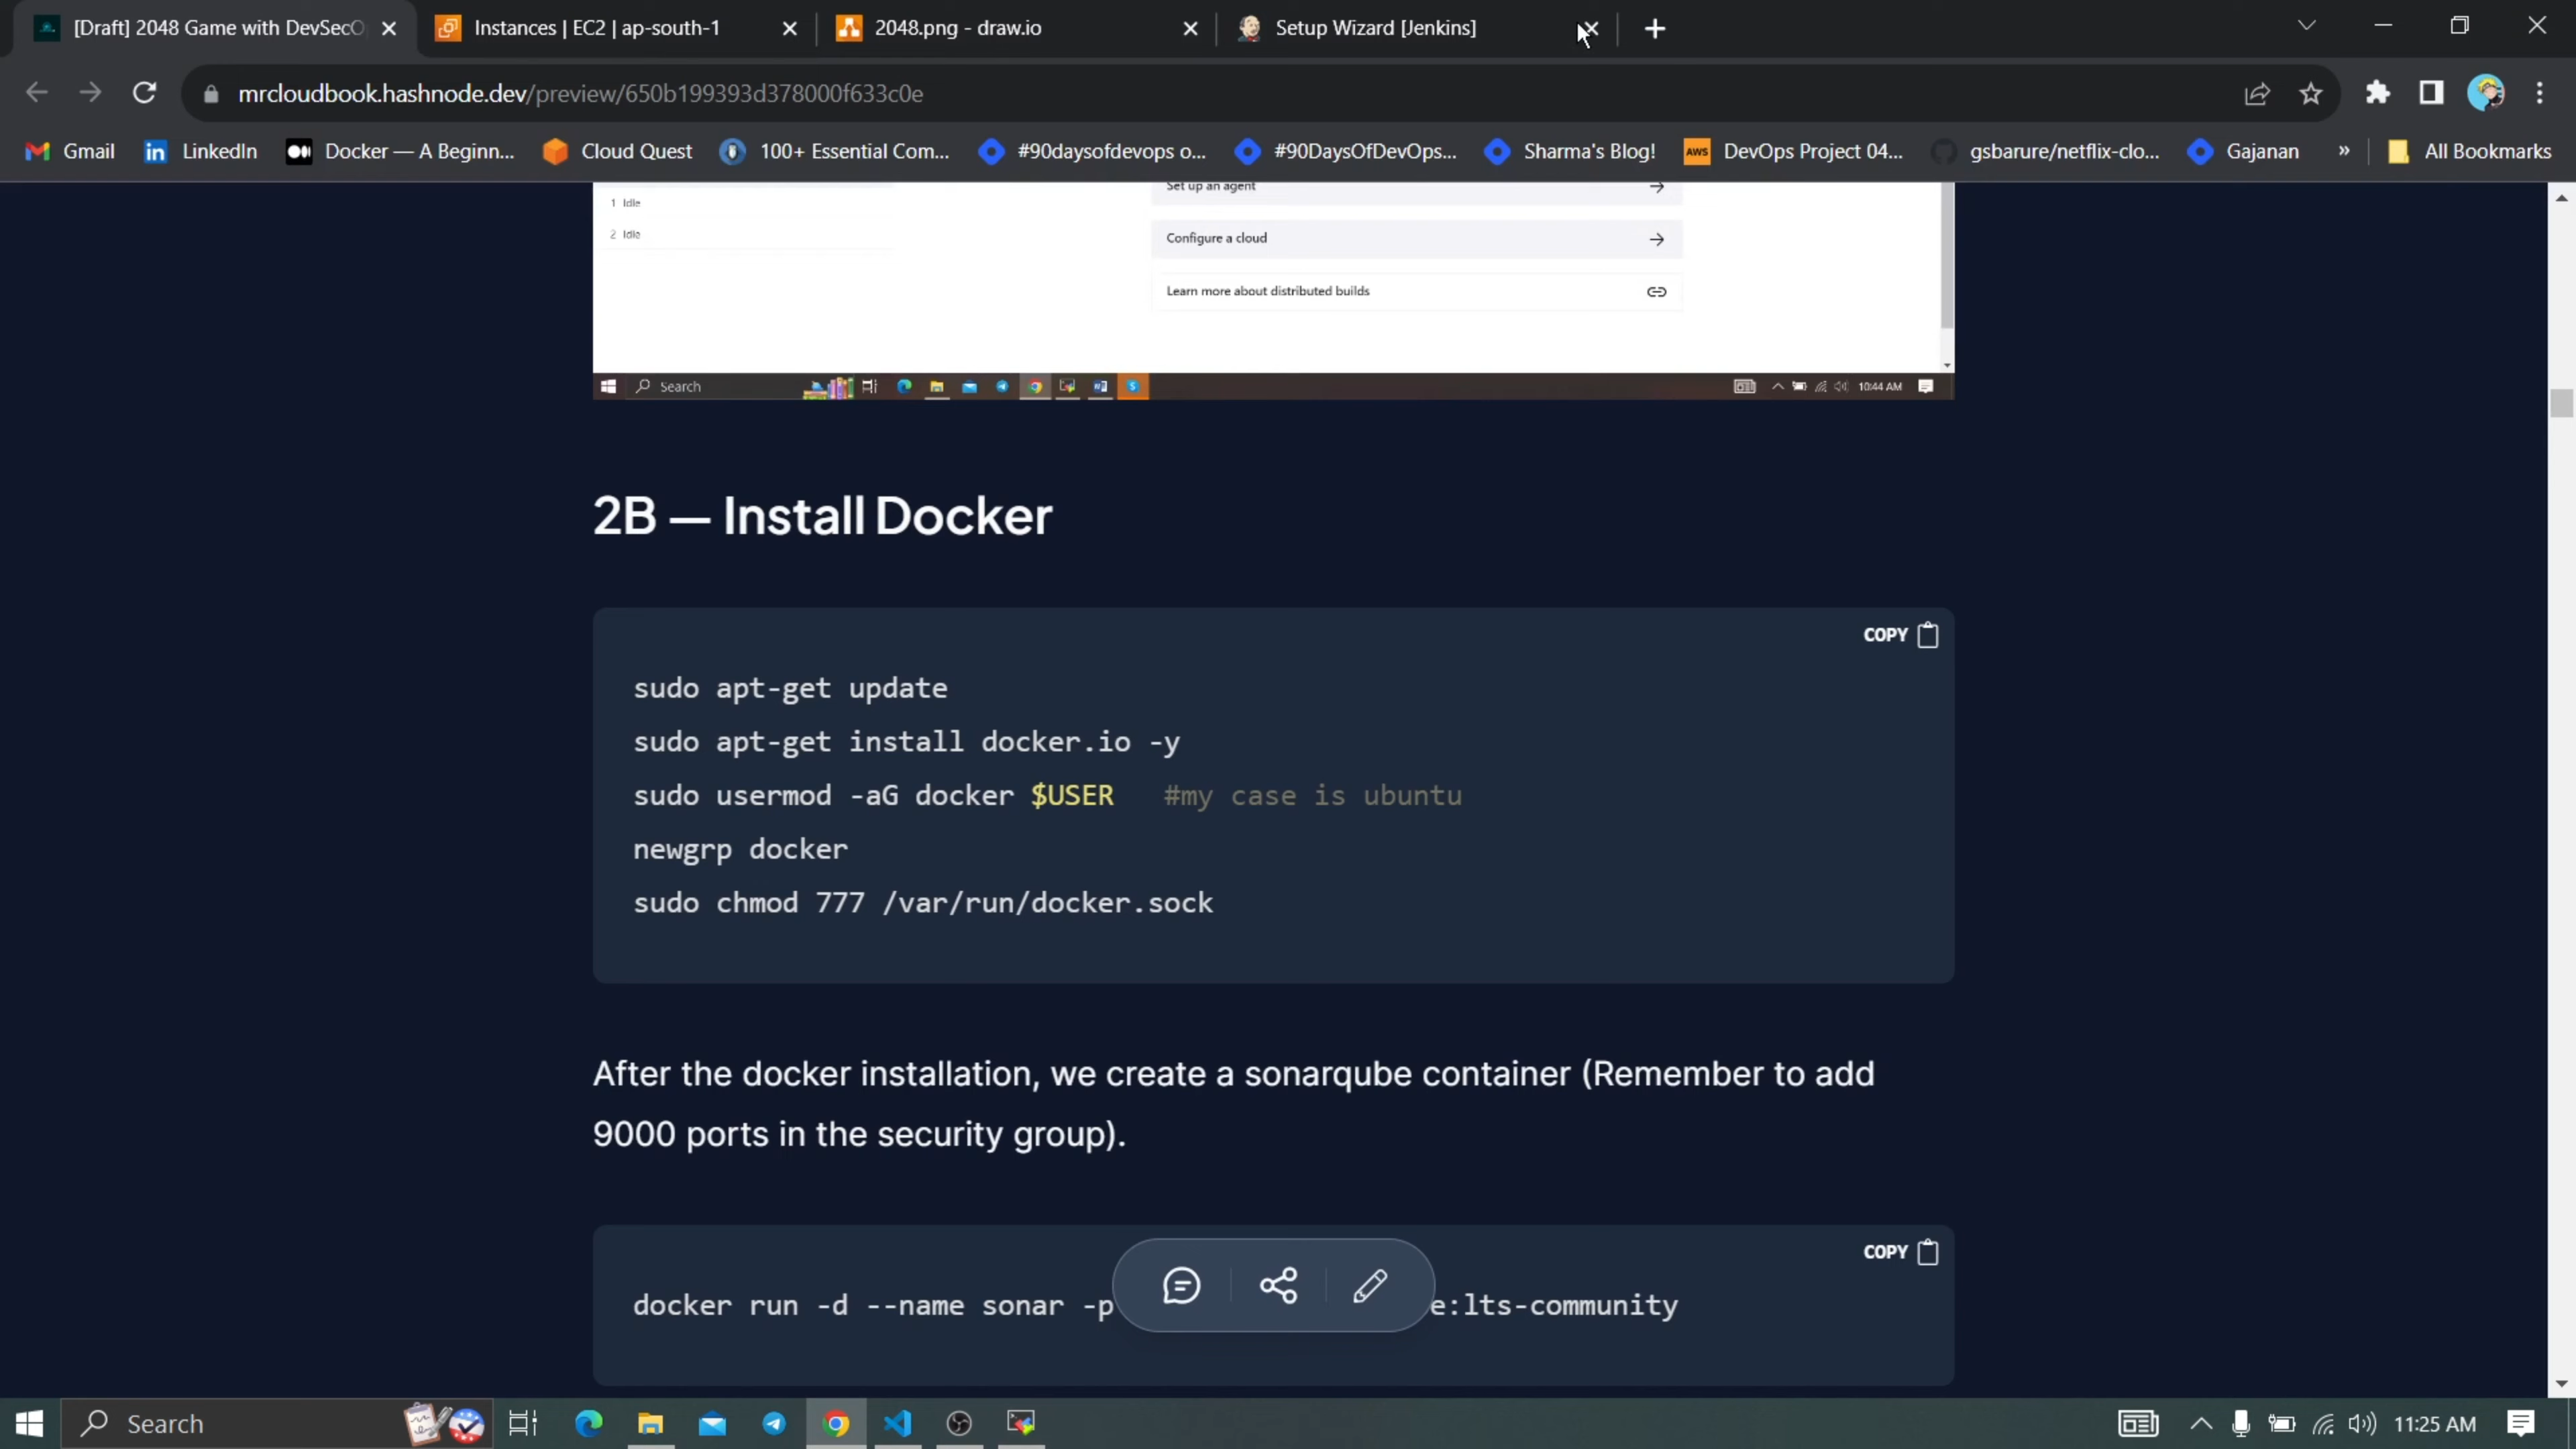 [Draft] 2048 Game with DevSecO
Instances | EC2 | ap-south-1
2048.png - draw.io
Setup Wizard [Jenkins]
mrcloudbook.hashnode.dev/preview/650b199393d378000f633c0e
Gmail
LinkedIn
Docker — A Beginn...
Cloud Quest
100+ Essential Com...
#90daysofdevops o...
#90DaysOfDevOps...
Sharma's Blog!
aws
DevOps Project 04...
gsbarure/netflix-clo...
Gajanan
»
All Bookmarks
Set up an agent
1 Idle
Configure a cloud
2 Idle
Learn more about distributed builds
Search
10:44 AM
2B — Install Docker
COPY
sudo apt-get update
sudo apt-get install docker.io -y
sudo usermod -aG docker $USER   #my case is ubuntu
newgrp docker
sudo chmod 777 /var/run/docker.sock
After the docker installation, we create a sonarqube container (Remember to add
9000 ports in the security group).
COPY
docker run -d --name sonar -p e:lts-community
Search
11:25 AM